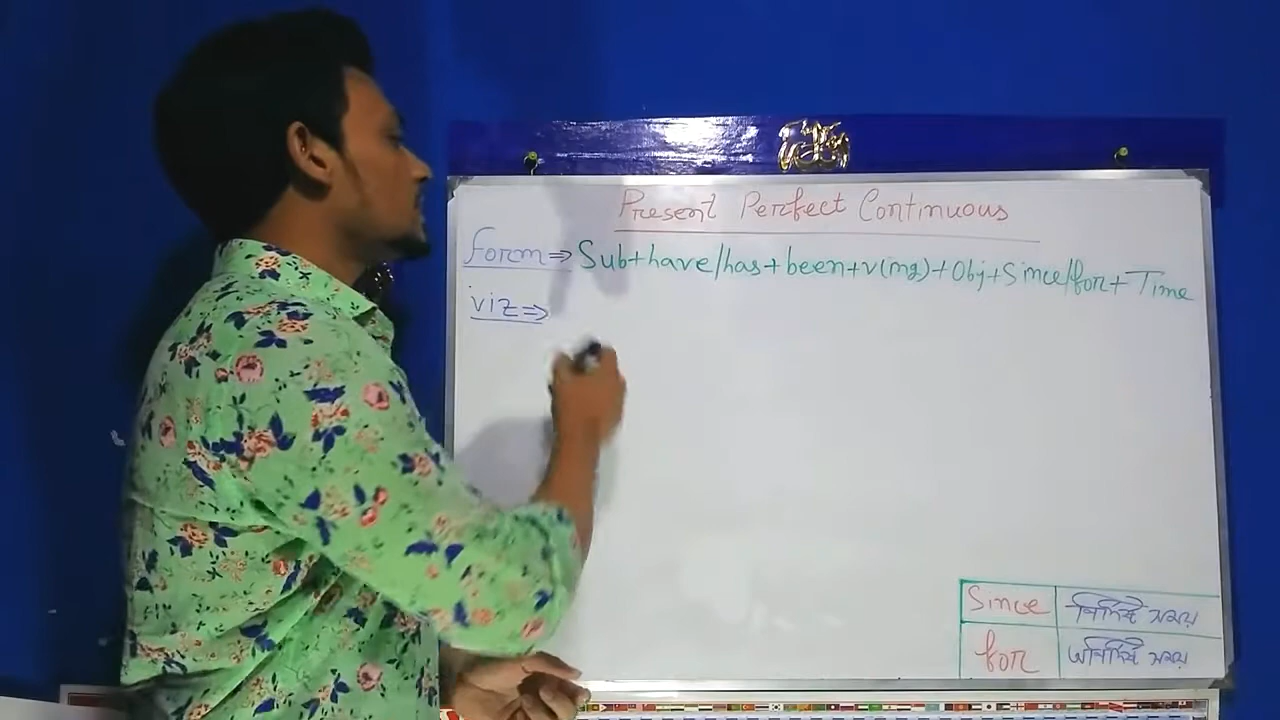 Present Perfect Continuous
form⇒ Sub+have/has+been+v(ing)+Obj+Since/for+Time
viz⇒
Since নির্দিষ্ট সময়
for অনির্দিষ্ট সময়